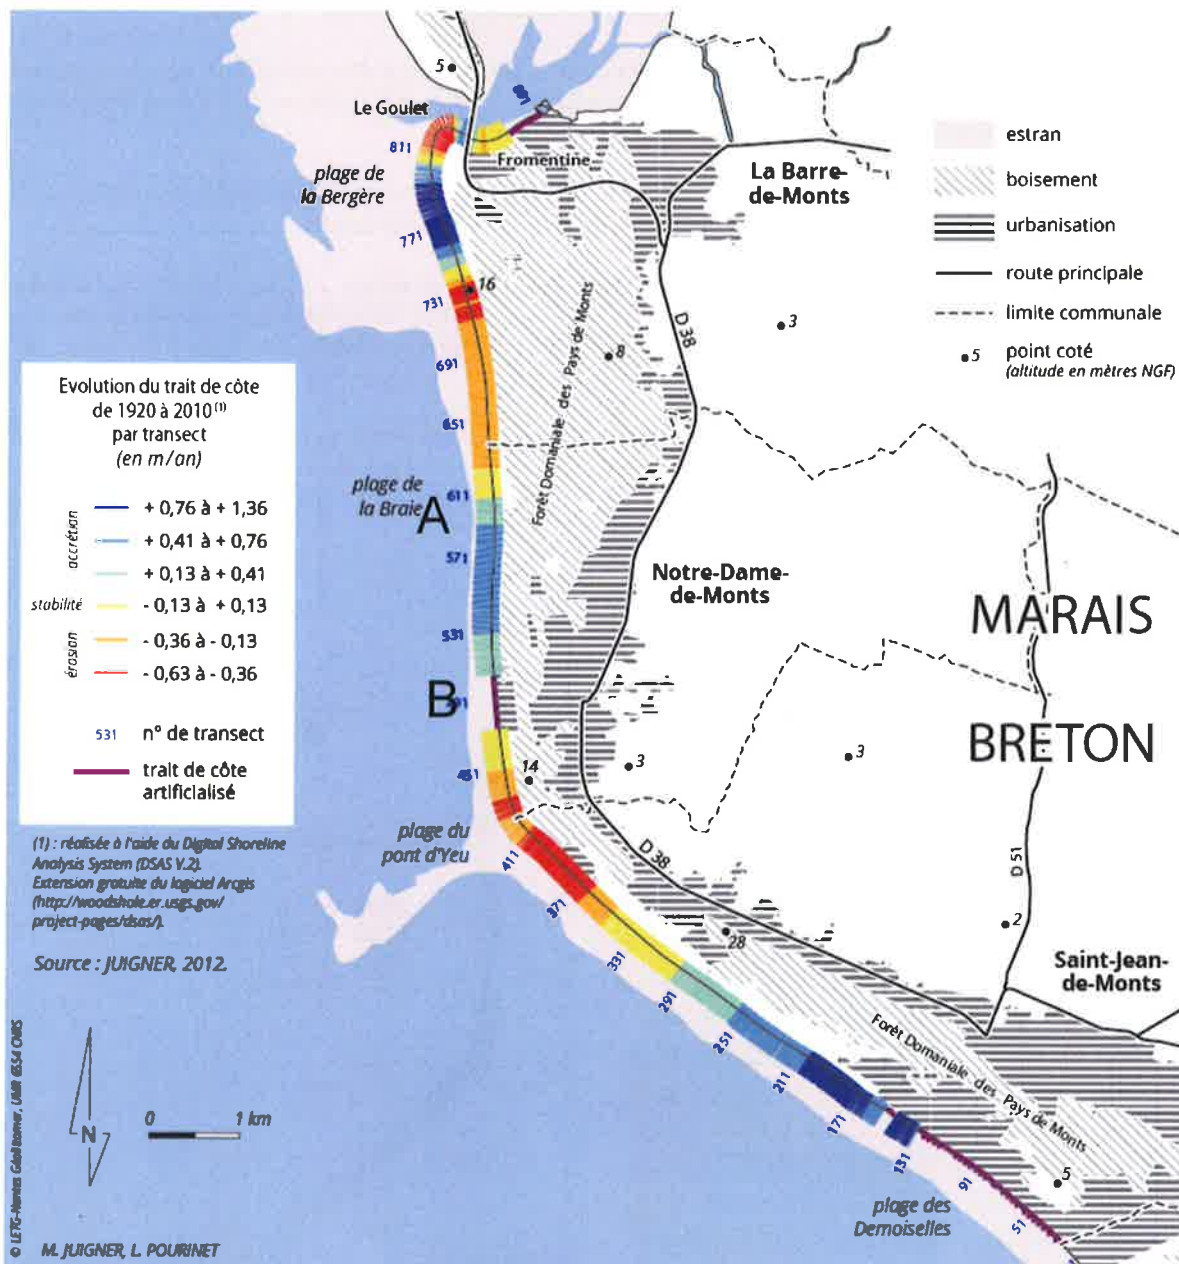 5
Le Goulet
811
plage de
la Bergère
771
16
731
691
651
plage de
la Braie
611
A
571
531
B
451
14
plage du
pont d'Yeu
411
371
331
291
251
211
171
131
91
51
plage des
Demoiselles
Fromentine
La Barre-
de-Monts
D 38
3
8
Forêt Domaniale des Pays de Monts
Notre-Dame-
de-Monts
3
3
MARAIS
BRETON
D 38
28
D 51
2
Saint-Jean-
de-Monts
Forêt Domaniale des Pays de Monts
5
estran
boisement
urbanisation
route principale
limite communale
5 point coté
(altitude en mètres NGF)
Evolution du trait de côte
de 1920 à 2010 (1)
par transect
(en m/an)
accrétion
+ 0,76 à + 1,36
+ 0,41 à + 0,76
+ 0,13 à + 0,41
stabilité
- 0,13 à + 0,13
érosion
- 0,36 à - 0,13
- 0,63 à - 0,36
531 n° de transect
trait de côte
artificialisé
(1) : réalisée à l'aide du Digital Shoreline
Analysis System (DSAS V.2).
Extension gratuite du logiciel Arcgis
(http://woodshole.er.usgs.gov/
project-pages/dsas/).
Source : JUIGNER, 2012.
N
0 1 km
© LETG-Nantes Géolittomer, UMR 6554 CNRS
M. JUIGNER, L. POURINET